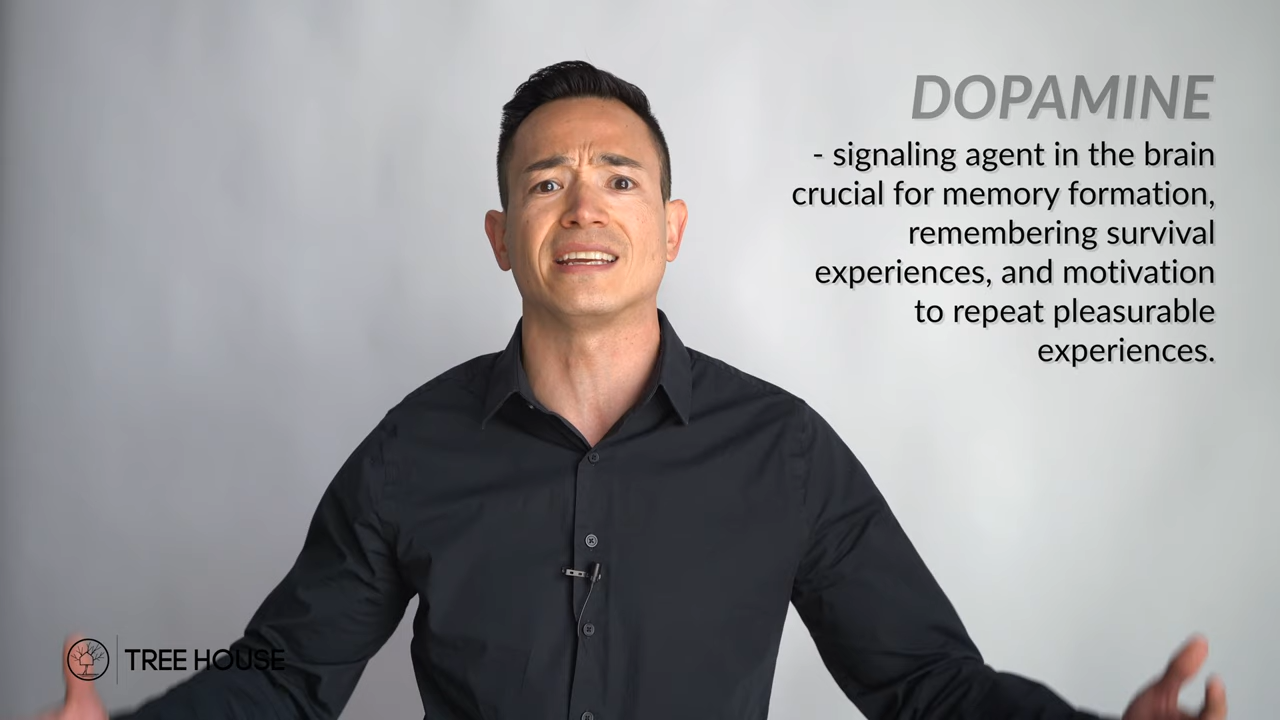 DOPAMINE
- signaling agent in the brain
crucial for memory formation,
remembering survival
experiences, and motivation
to repeat pleasurable
experiences.
TREE HOUSE